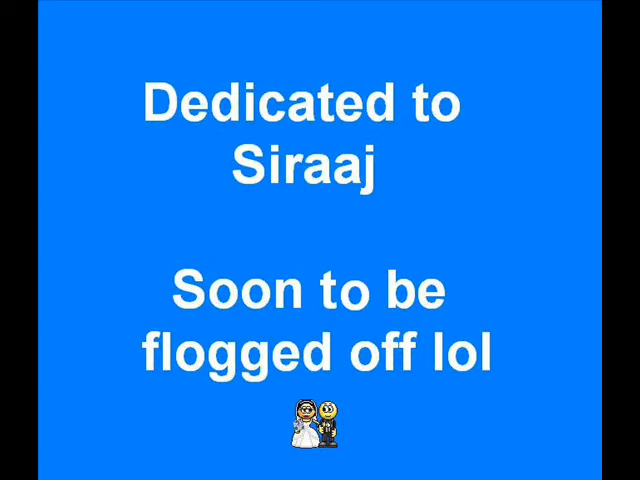 Dedicated to
Siraaj
Soon to be
flogged off lol